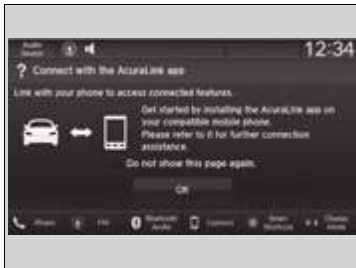 Audio
Source
12:34
? Connect with the AcuraLink app
Link with your phone to access connected features.
Get started by installing the AcuraLink app on
your compatible mobile phone.
Please refer to it for further connection
assistance.
Do not show this page again.
OK
Phone
FM
Bluetooth
Audio
Connect
Smart
Shortcuts
Change
Mode